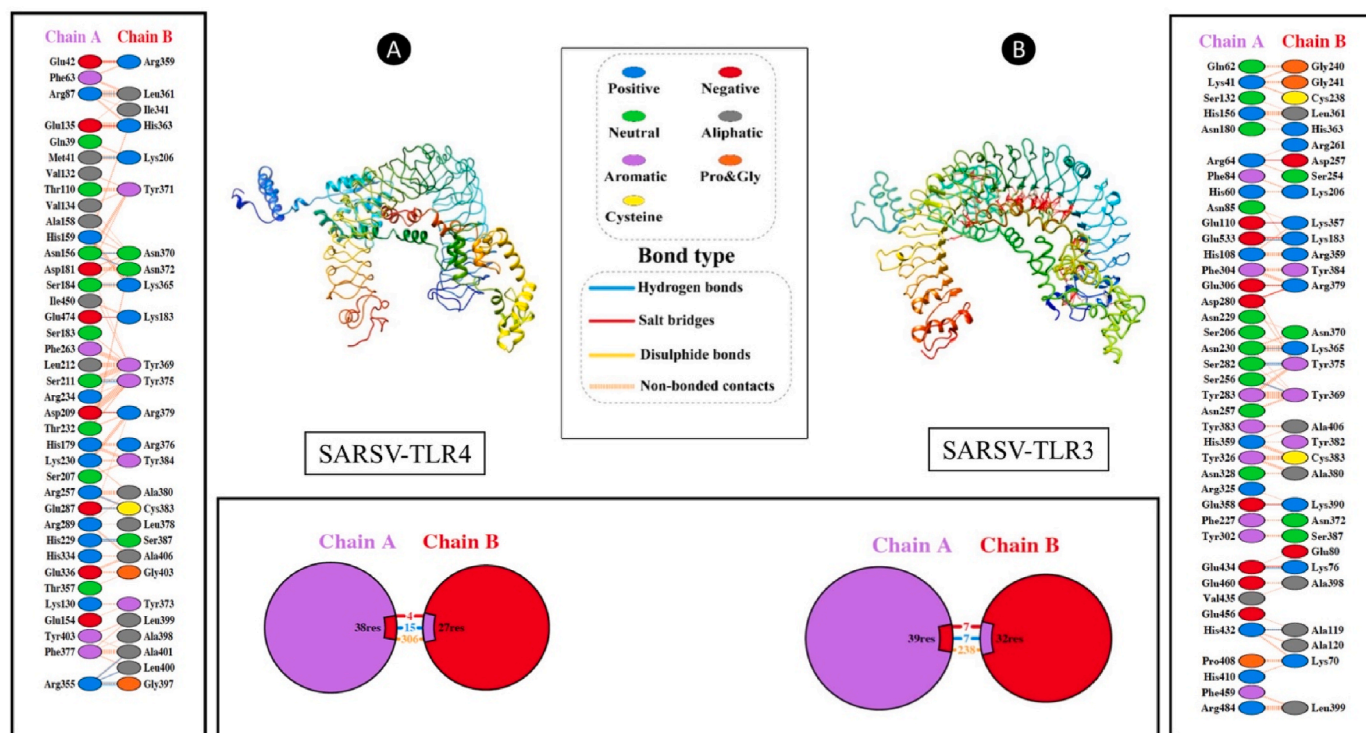 Chain A Chain B
Glu42 Arg359
Phe63
Arg87 Leu361
Ile341
Glu135 His363
Gln39
Met41 Lys206
Val132
Thr110 Tyr371
Val134
Ala158
His159
Asn156 Asn370
Asp181 Asn372
Ser184 Lys365
Ile450
Glu474 Lys183
Ser183
Phe263
Leu212 Tyr369
Ser211 Tyr375
Arg234
Asp209 Arg379
Thr232
His179 Arg376
Lys230 Tyr384
Ser207
Arg257 Ala380
Glu287 Cys383
Arg289 Leu378
His229 Ser387
His334 Ala406
Glu336 Gly403
Thr357
Lys130 Tyr373
Glu154 Leu399
Tyr403 Ala398
Phe377 Ala401
Leu400
Arg355 Gly397
A
SARSV-TLR4
Positive Negative
Neutral Aliphatic
Aromatic Pro&Gly
Cysteine
Bond type
Hydrogen bonds
Salt bridges
Disulphide bonds
Non-bonded contacts
B
SARSV-TLR3
Chain A Chain B
38res 4 15 306 27res
Chain A Chain B
39res 7 7 238 32res
Chain A Chain B
Gln62 Gly240
Lys41 Gly241
Ser132 Cys238
His156 Leu361
Asn180 His363
Arg261
Arg64 Asp257
Phe84 Ser254
His60 Lys206
Asn85
Glu110 Lys357
Glu533 Lys183
His108 Arg359
Phe304 Tyr384
Glu306 Arg379
Asp280
Asn229
Ser206 Asn370
Asn230 Lys365
Ser282 Tyr375
Ser256
Tyr283 Tyr369
Asn257
Tyr383 Ala406
His359 Tyr382
Tyr326 Cys383
Asn328 Ala380
Arg325
Glu358 Lys390
Phe227 Asn372
Tyr302 Ser387
Glu80
Glu434 Lys76
Glu460 Ala398
Val435
Glu456
His432 Ala119
Ala120
Pro408 Lys70
His410
Phe459
Arg484 Leu399